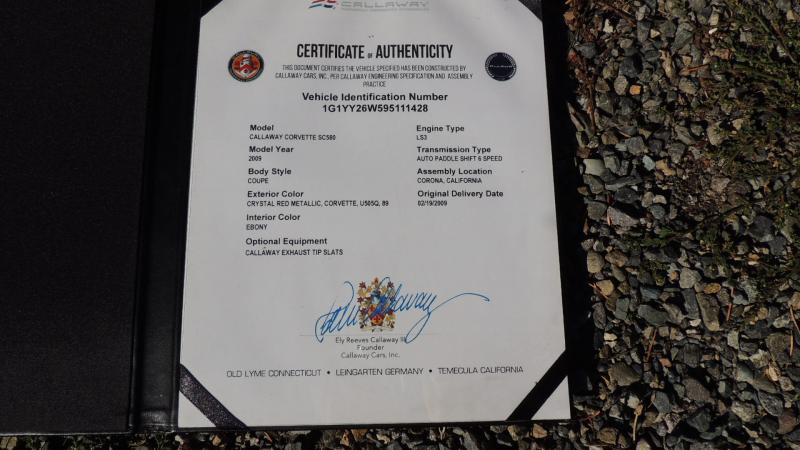 CALLAWAY
CERTIFICATE OF AUTHENTICITY
THIS DOCUMENT CERTIFIES THE VEHICLE SPECIFIED HAS BEEN CONSTRUCTED BY
CALLAWAY CARS, INC., PER CALLAWAY ENGINEERING SPECIFICATION AND ASSEMBLY
PRACTICE
Vehicle Identification Number
1G1YY26W595111428
Model
CALLAWAY CORVETTE SC580
Engine Type
LS3
Model Year
2009
Transmission Type
AUTO PADDLE SHIFT 6 SPEED
Body Style
COUPE
Assembly Location
CORONA, CALIFORNIA
Exterior Color
CRYSTAL RED METALLIC, CORVETTE, U505Q, 89
Original Delivery Date
02/19/2009
Interior Color
EBONY
Optional Equipment
CALLAWAY EXHAUST TIP SLATS
Ely Reeves Callaway III
Founder
Callaway Cars, Inc.
OLD LYME CONNECTICUT • LEINGARTEN GERMANY • TEMECULA CALIFORNIA